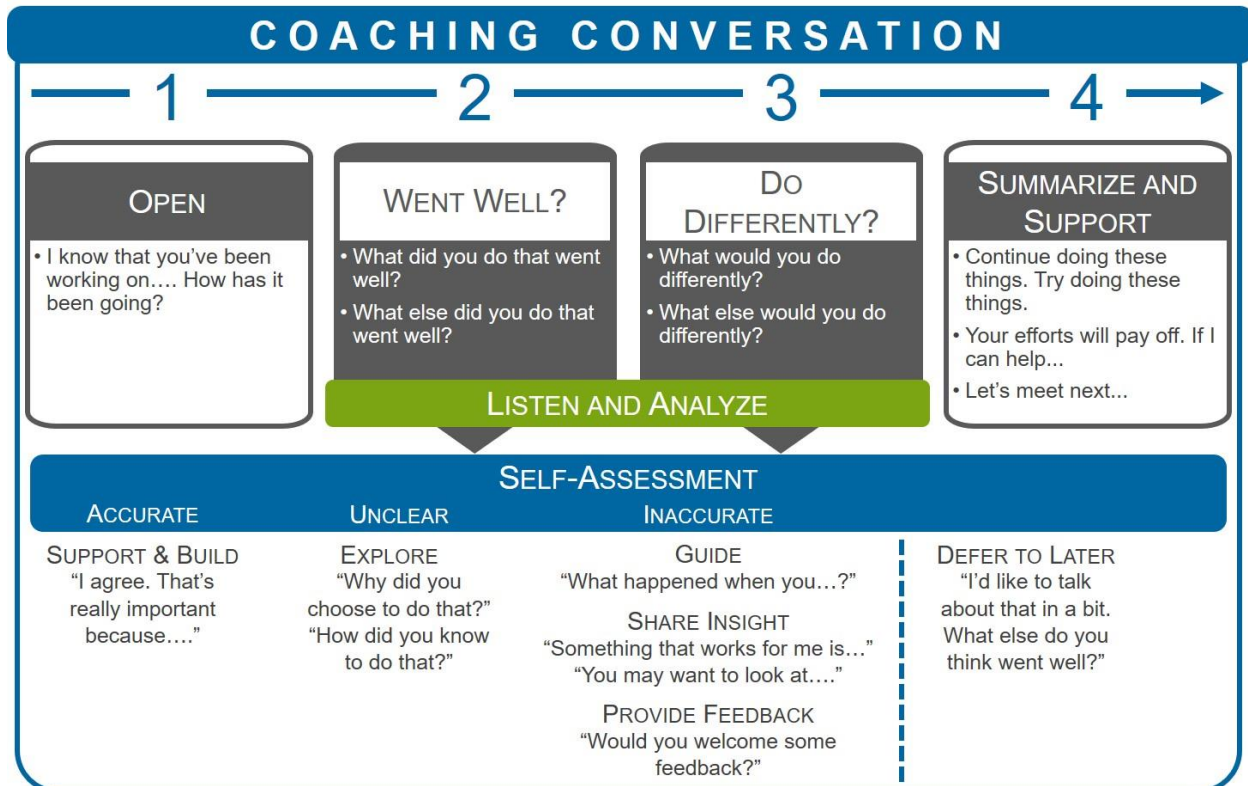 COACHING CONVERSATION
1
2
3
4
OPEN
• I know that you’ve been
working on…. How has it
been going?
WENT WELL?
• What did you do that went
well?
• What else did you do that
went well?
DO
DIFFERENTLY?
• What would you do
differently?
• What else would you do
differently?
SUMMARIZE AND
SUPPORT
• Continue doing these
things. Try doing these
things.
• Your efforts will pay off. If I
can help...
• Let’s meet next...
LISTEN AND ANALYZE
SELF-ASSESSMENT
ACCURATE
UNCLEAR
INACCURATE
SUPPORT & BUILD
“I agree. That’s
really important
because….”
EXPLORE
“Why did you
choose to do that?”
“How did you know
to do that?”
GUIDE
“What happened when you…?”
SHARE INSIGHT
“Something that works for me is…”
“You may want to look at….”
PROVIDE FEEDBACK
“Would you welcome some
feedback?”
DEFER TO LATER
“I’d like to talk
about that in a bit.
What else do you
think went well?”